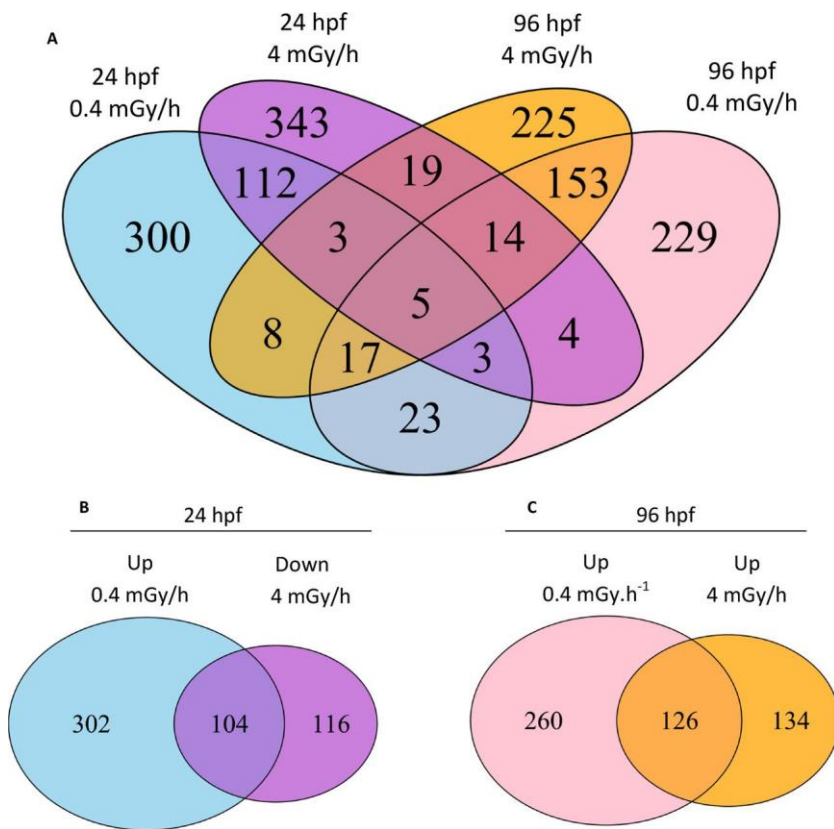 A
24 hpf
4 mGy/h
96 hpf
4 mGy/h
24 hpf
0.4 mGy/h
96 hpf
0.4 mGy/h
343
225
112
19
153
300
3
14
229
5
8
17
3
4
23
B
24 hpf
Up
0.4 mGy/h
Down
4 mGy/h
302
104
116
C
96 hpf
Up
0.4 mGy.h⁻¹
Up
4 mGy/h
260
126
134